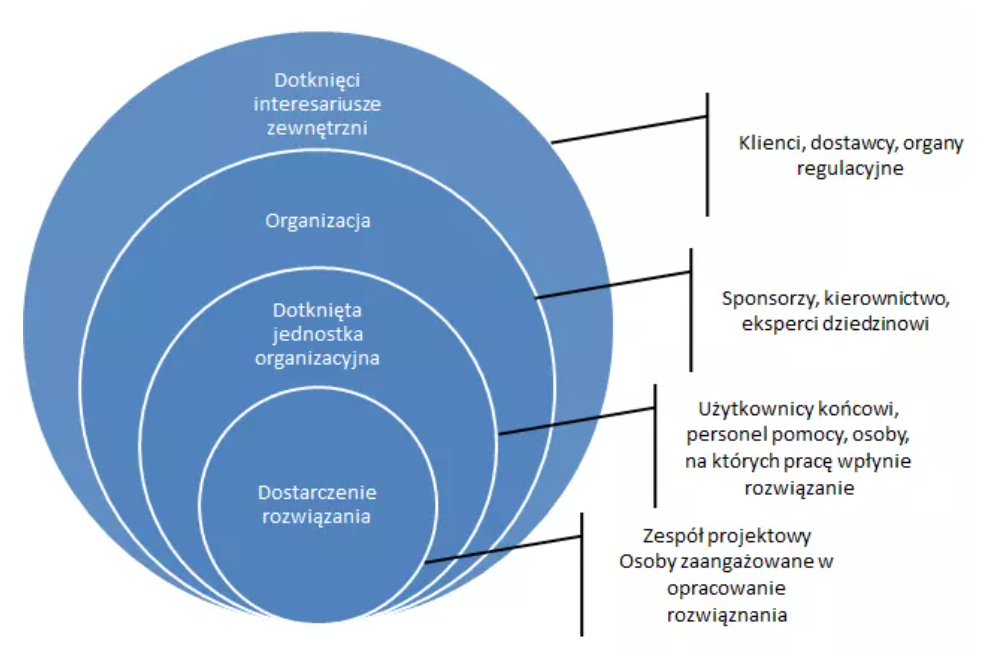 Dotknięci
interesariusze
zewnętrzni
Klienci, dostawcy, organy
regulacyjne
Organizacja
Sponsorzy, kierownictwo,
eksperci dziedzinowi
Dotknięta
jednostka
organizacyjna
Użytkownicy końcowi,
personel pomocy, osoby,
na których pracę wpłynie
rozwiązanie
Dostarczenie
rozwiązania
Zespół projektowy
Osoby zaangażowane w
opracowanie
rozwiąznania